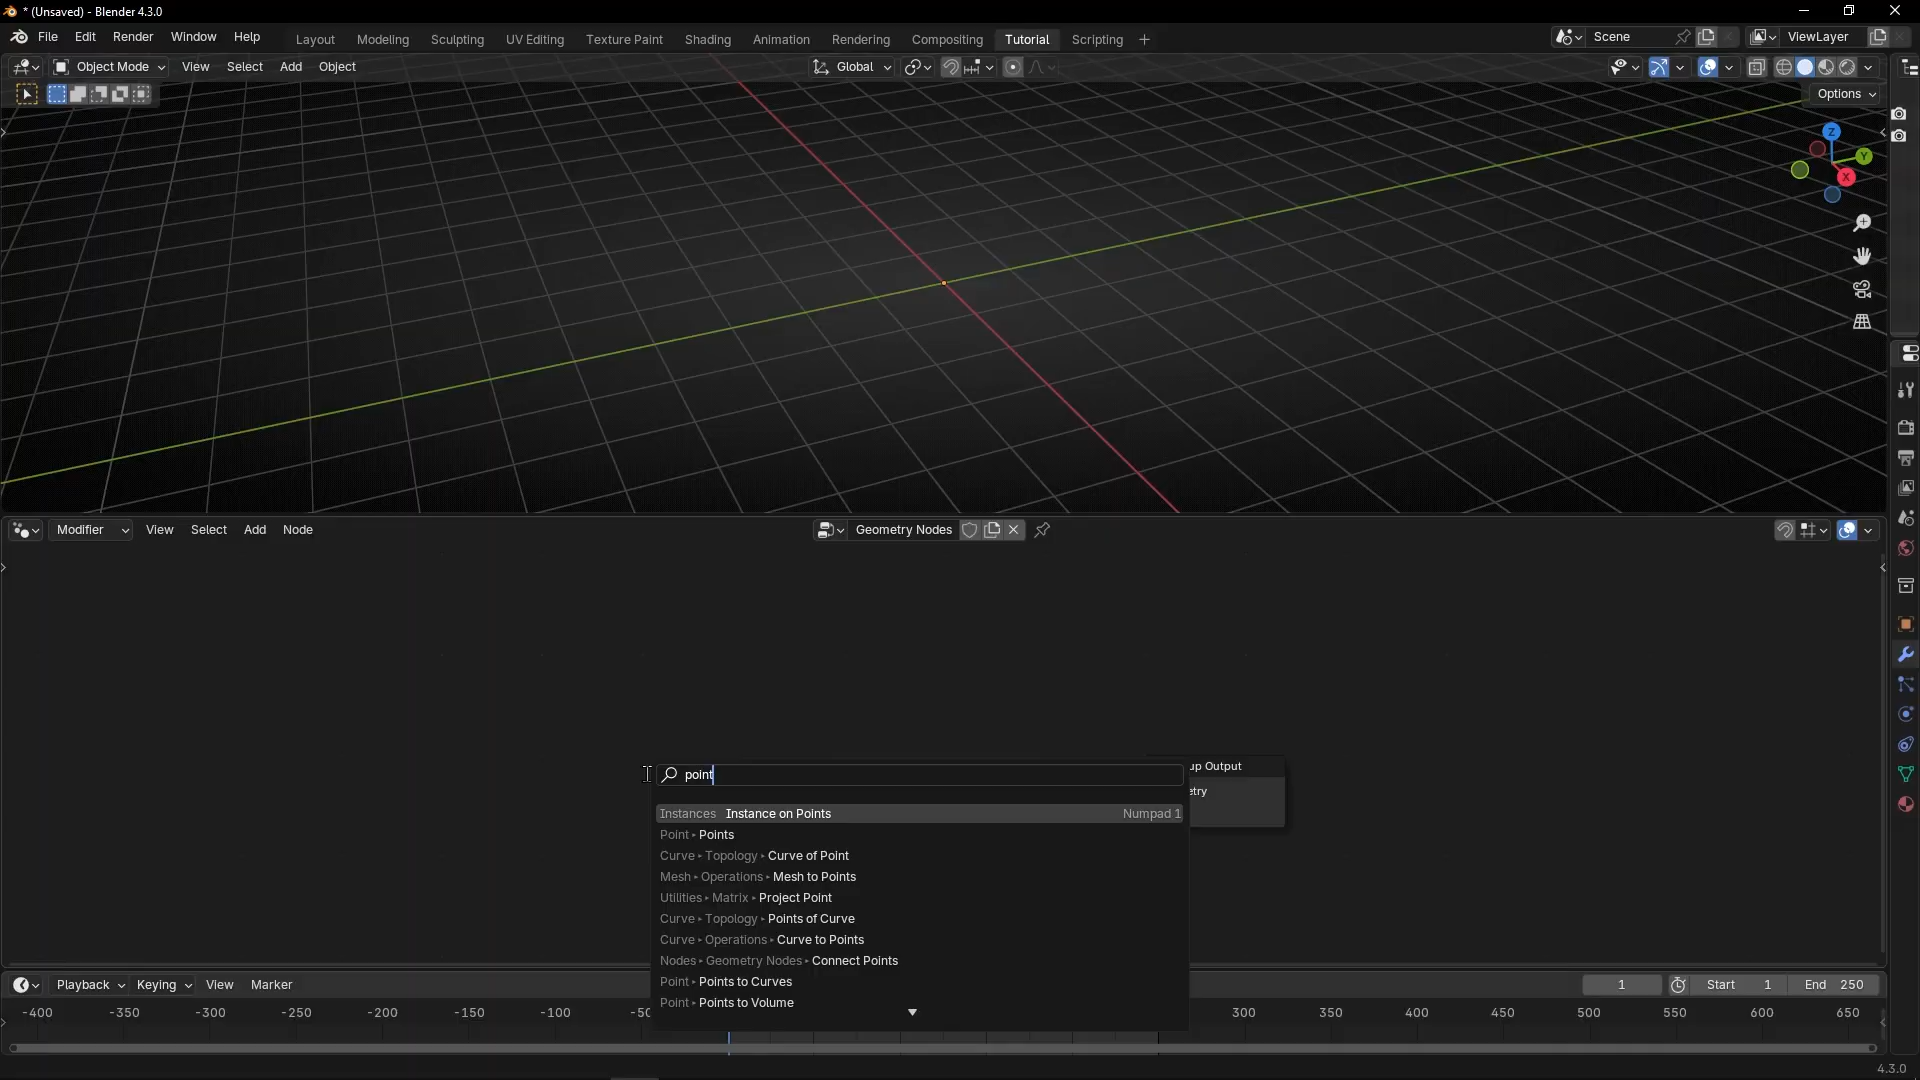 * (Unsaved) - Blender 4.3.0
File Edit Render Window Help Layout Modeling Sculpting UV Editing Texture Paint Shading Animation Rendering Compositing Tutorial Scripting + Scene ViewLayer
Object Mode View Select Add Object Global
Options
Z
Y
X
Modifier View Select Add Node Geometry Nodes
up Output
point
etry
Instances Instance on Points Numpad 1
Point ▸ Points
Curve ▸ Topology ▸ Curve of Point
Mesh ▸ Operations ▸ Mesh to Points
Utilities ▸ Matrix ▸ Project Point
Curve ▸ Topology ▸ Points of Curve
Curve ▸ Operations ▸ Curve to Points
Nodes ▸ Geometry Nodes ▸ Connect Points
Point ▸ Points to Curves
Point ▸ Points to Volume
Playback Keying View Marker 1 Start 1 End 250
-400 -350 -300 -250 -200 -150 -100 -50 300 350 400 450 500 550 600 650
4.3.0